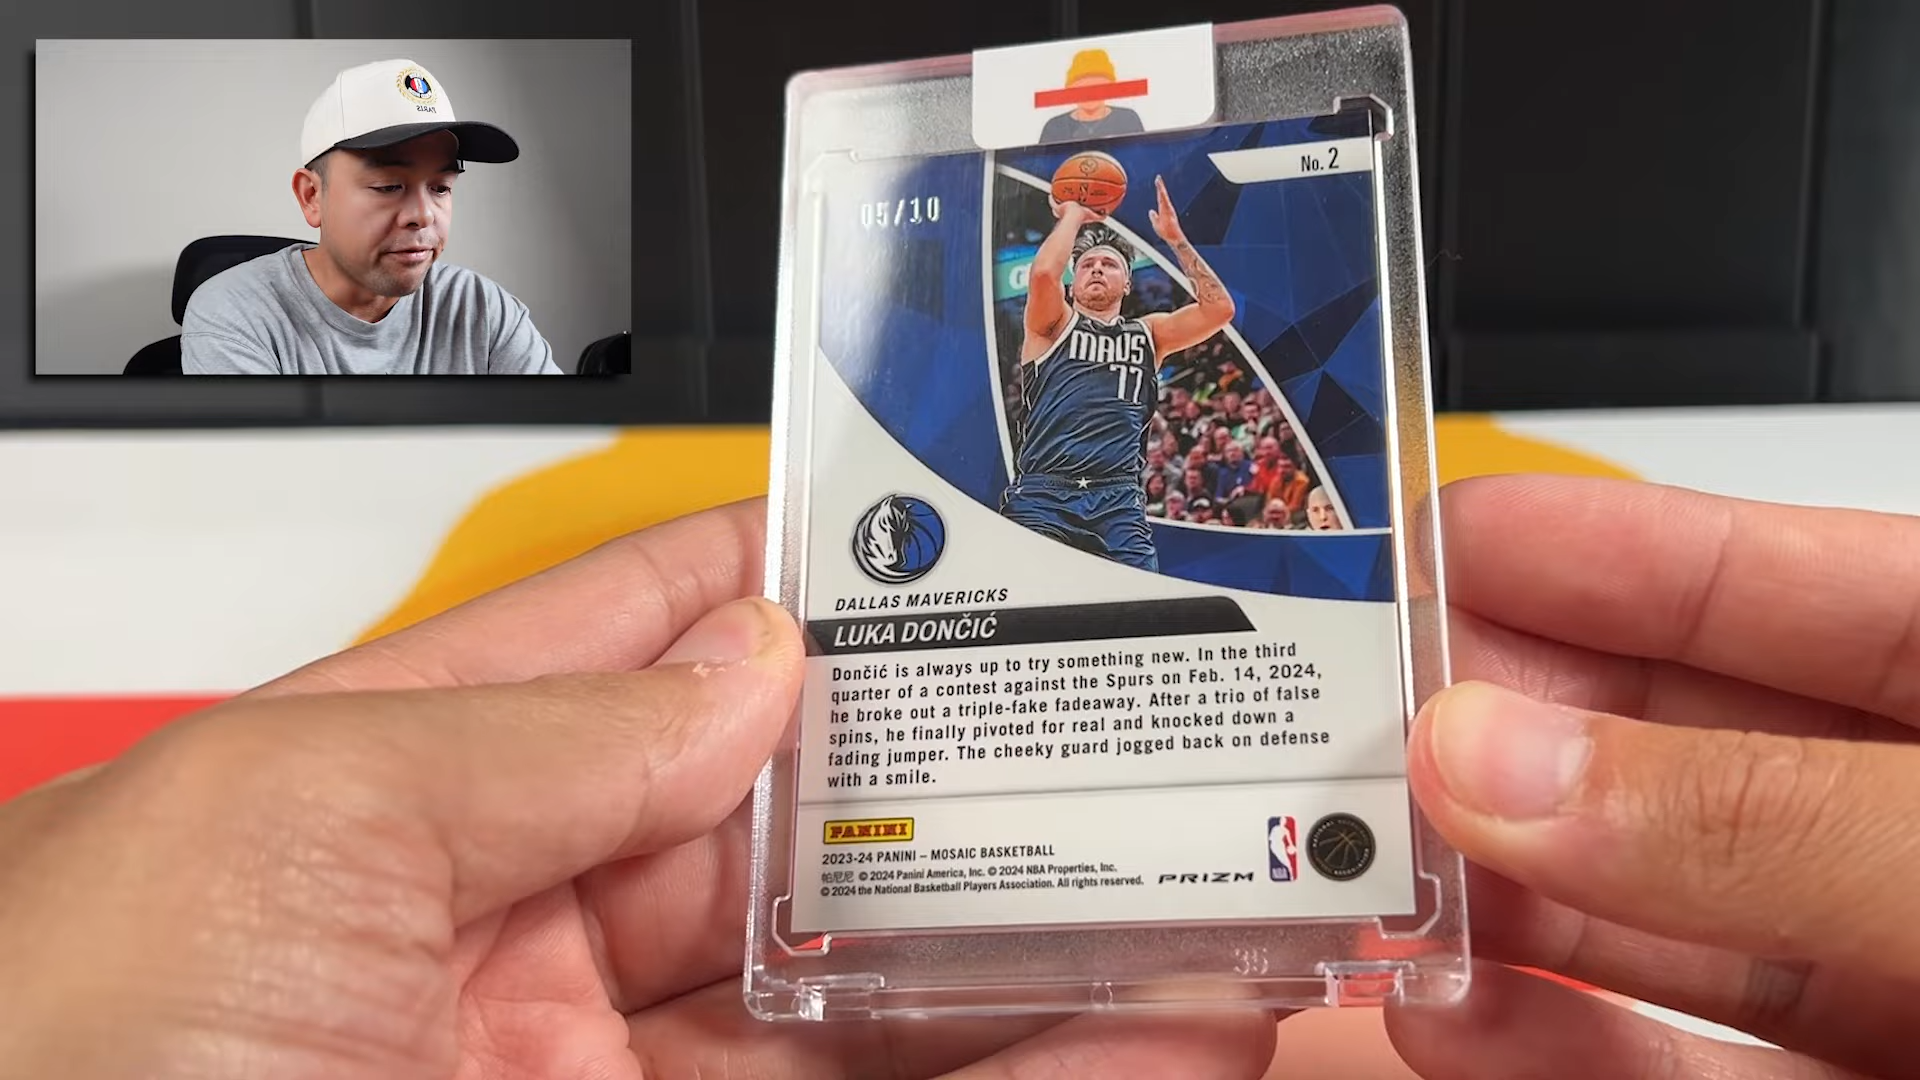 PARIS
No. 2
05/10
MAVS
77
DALLAS MAVERICKS
LUKA DONČIĆ
Dončić is always up to try something new. In the third
quarter of a contest against the Spurs on Feb. 14, 2024,
he broke out a triple-fake fadeaway. After a trio of false
spins, he finally pivoted for real and knocked down a
fading jumper. The cheeky guard jogged back on defense
with a smile.
PANINI
2023-24 PANINI – MOSAIC BASKETBALL
帕尼尼 © 2024 Panini America, Inc. © 2024 NBA Properties, Inc.
© 2024 the National Basketball Players Association. All rights reserved.
PRIZM
NBA